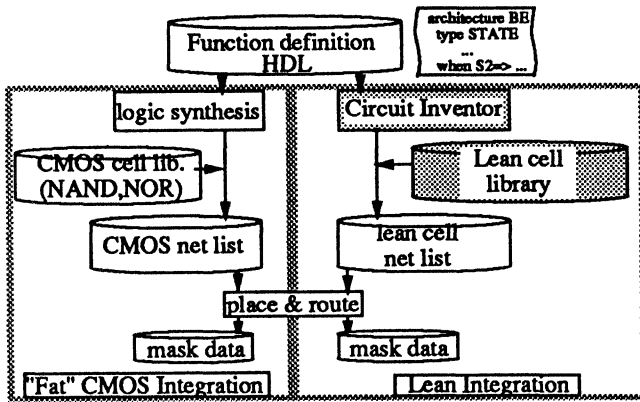 Function definition
HDL
architecture BE
type STATE
...
when S2=> ...
logic synthesis
Circuit Inventor
CMOS cell lib.
(NAND,NOR)
Lean cell
library
CMOS net list
lean cell
net list
place & route
mask data
mask data
"Fat" CMOS Integration
Lean Integration